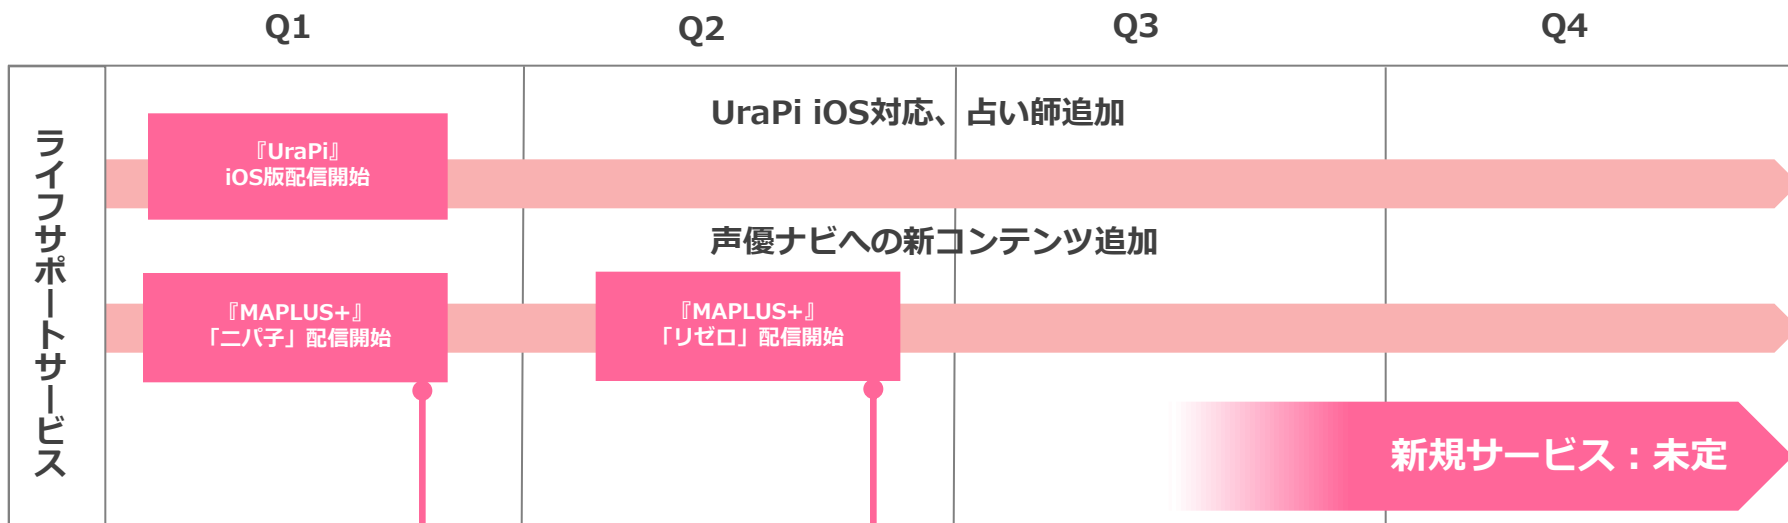 Q1
Q2
Q3
Q4
ライフサポートサービス
UraPi iOS対応、占い師追加
『UraPi』
iOS版配信開始
声優ナビへの新コンテンツ追加
『MAPLUS+』
「二パ子」配信開始
『MAPLUS+』
「リゼロ」配信開始
新規サービス：未定